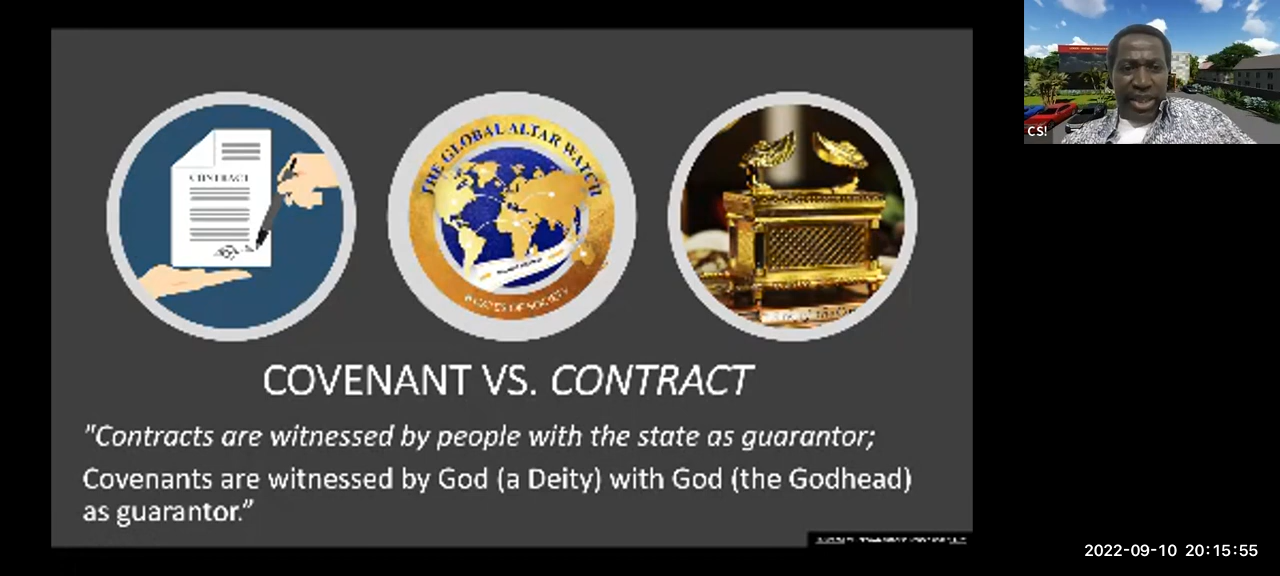 CONTRACT
THE GLOBAL ALTAR WATCH
COVENANT VS. CONTRACT
"Contracts are witnessed by people with the state as guarantor;
Covenants are witnessed by God (a Deity) with God (the Godhead)
as guarantor.”
CS!
2022-09-10 20:15:55